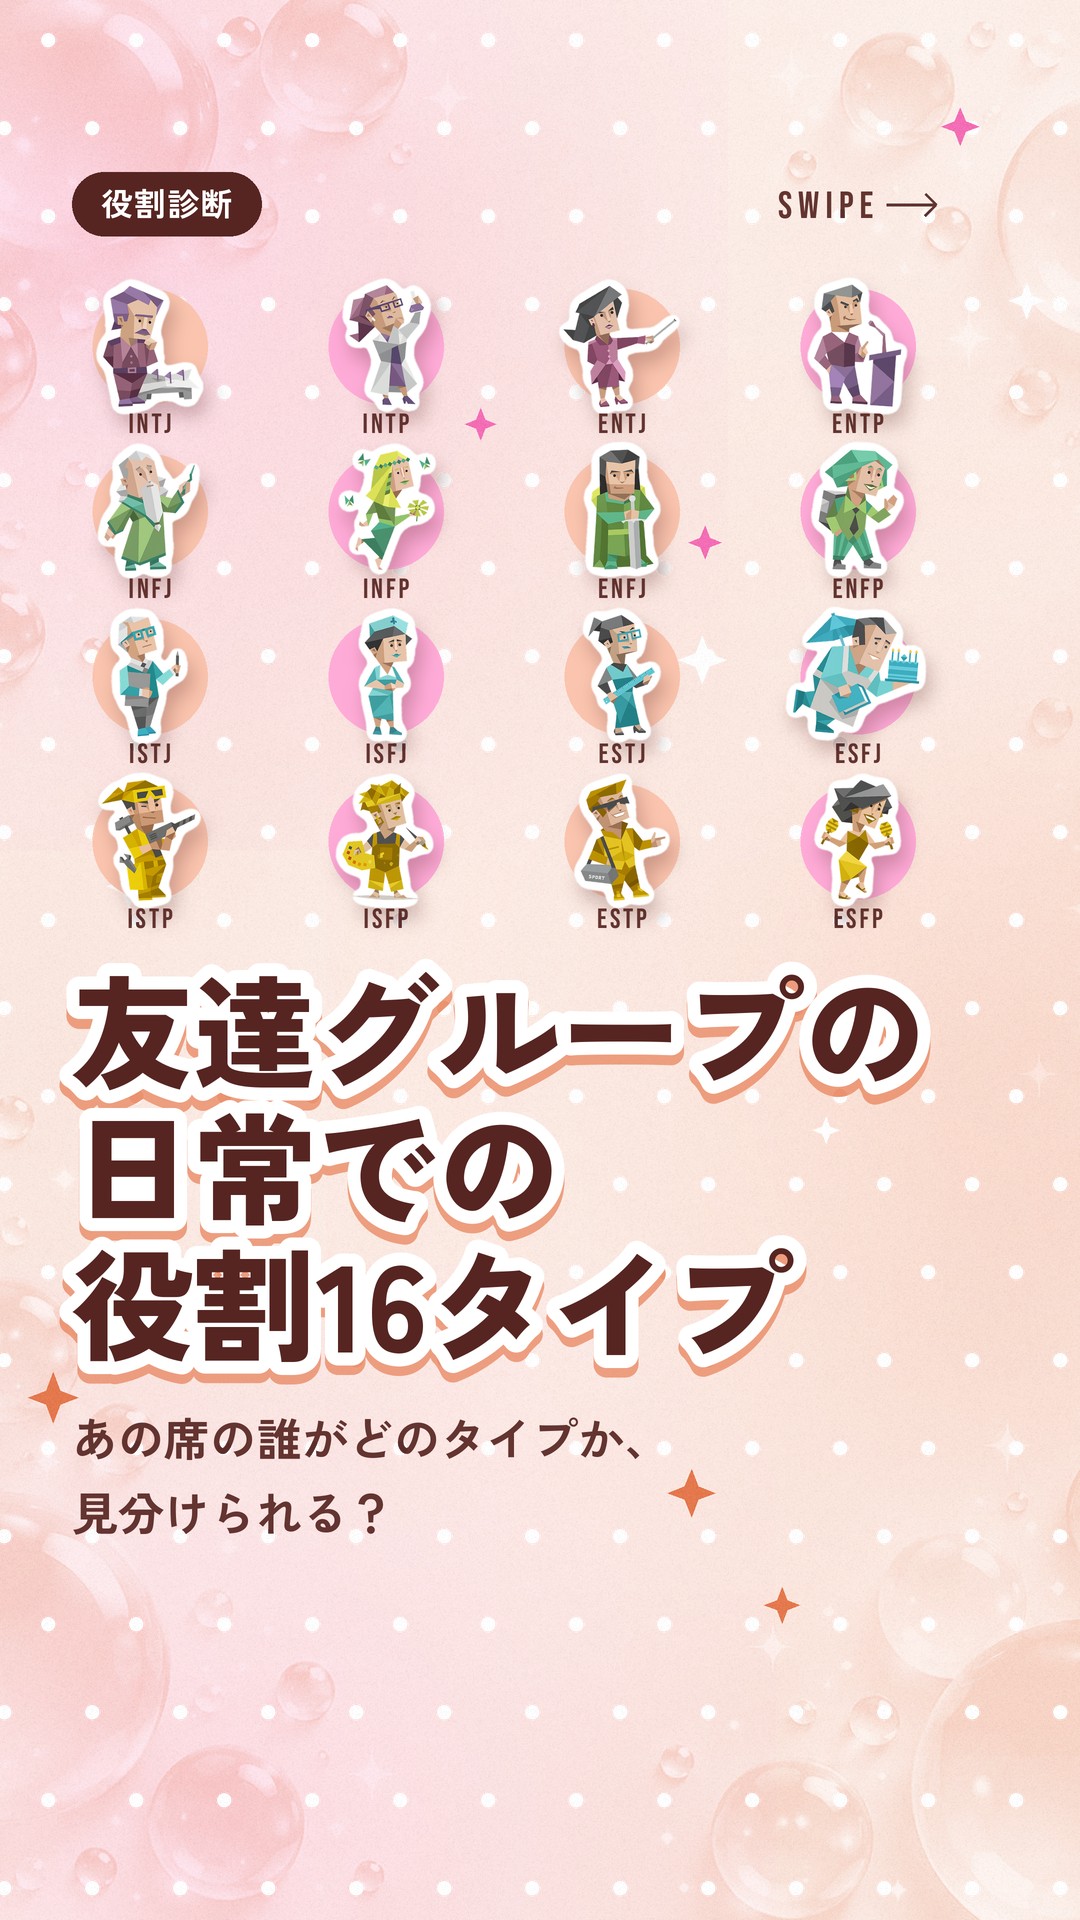 役割診断
SWIPE →
INTJ INTP ENTJ ENTP
INFJ INFP ENFJ ENFP
ISTJ ISFJ ESTJ ESFJ
SPORT
ISTP ISFP ESTP ESFP
友達グループの
日常での
役割16タイプ
あの席の誰がどのタイプか、
見分けられる？